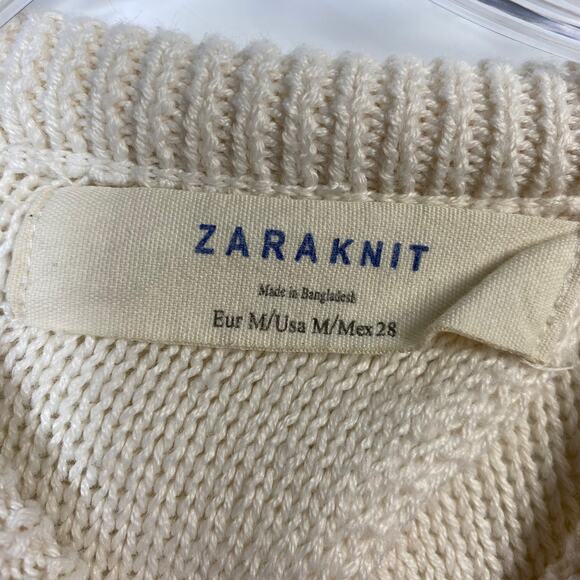 ZARAKNIT
Made in Bangladesh
Eur M/Usa M/Mex 28